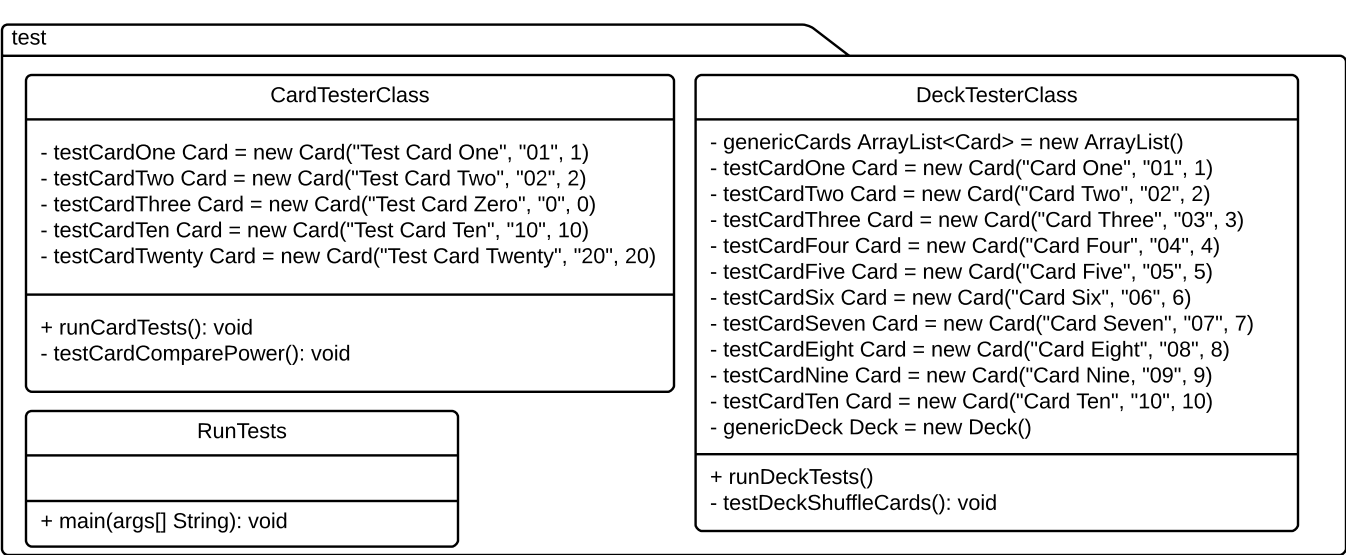 test
CardTesterClass
- testCardOne Card = new Card("Test Card One", "01", 1)
- testCardTwo Card = new Card("Test Card Two", "02", 2)
- testCardThree Card = new Card("Test Card Zero", "0", 0)
- testCardTen Card = new Card("Test Card Ten", "10", 10)
- testCardTwenty Card = new Card("Test Card Twenty", "20", 20)
+ runCardTests(): void
- testCardComparePower(): void
RunTests
+ main(args[] String): void
DeckTesterClass
- genericCards ArrayList<Card> = new ArrayList()
- testCardOne Card = new Card("Card One", "01", 1)
- testCardTwo Card = new Card("Card Two", "02", 2)
- testCardThree Card = new Card("Card Three", "03", 3)
- testCardFour Card = new Card("Card Four", "04", 4)
- testCardFive Card = new Card("Card Five", "05", 5)
- testCardSix Card = new Card("Card Six", "06", 6)
- testCardSeven Card = new Card("Card Seven", "07", 7)
- testCardEight Card = new Card("Card Eight", "08", 8)
- testCardNine Card = new Card("Card Nine, "09", 9)
- testCardTen Card = new Card("Card Ten", "10", 10)
- genericDeck Deck = new Deck()
+ runDeckTests()
- testDeckShuffleCards(): void